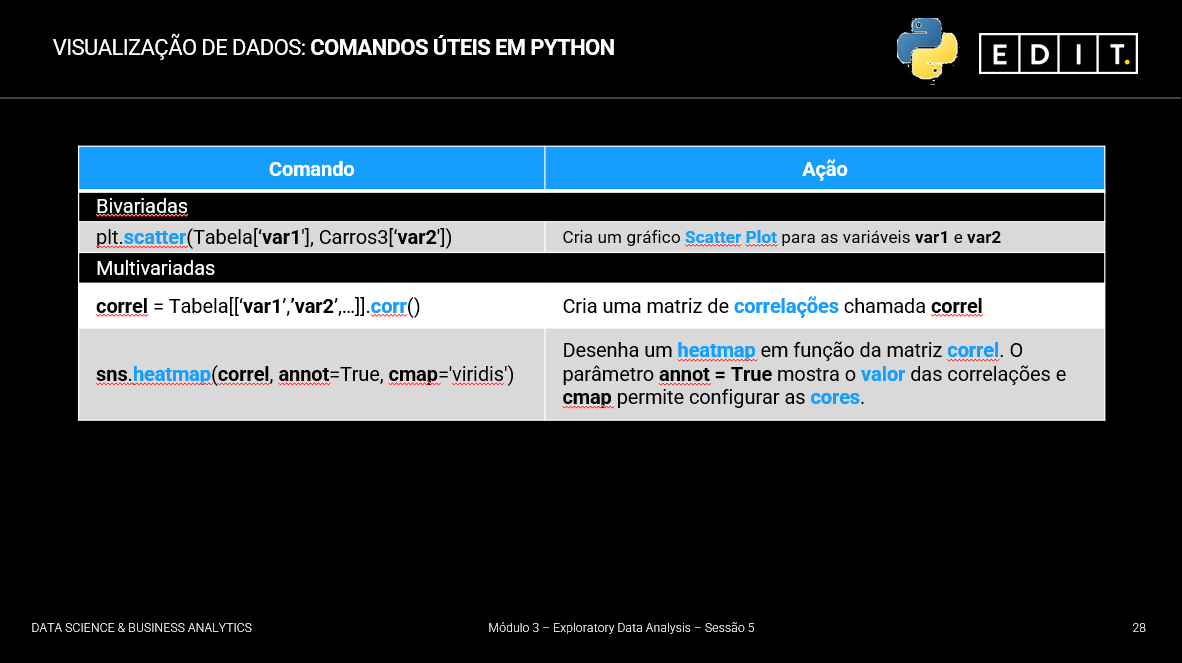 VISUALIZAÇÃO DE DADOS: COMANDOS ÚTEIS EM PYTHON
EDIT.
Comando
Ação
Bivariadas
plt.scatter(Tabela[‘var1’], Carros3[‘var2’])
Cria um gráfico Scatter Plot para as variáveis var1 e var2
Multivariadas
correl = Tabela[[‘var1’,’var2’,…]].corr()
Cria uma matriz de correlações chamada correl
sns.heatmap(correl, annot=True, cmap='viridis')
Desenha um heatmap em função da matriz correl. O
parâmetro annot = True mostra o valor das correlações e
cmap permite configurar as cores.
DATA SCIENCE & BUSINESS ANALYTICS
Módulo 3 – Exploratory Data Analysis – Sessão 5
28